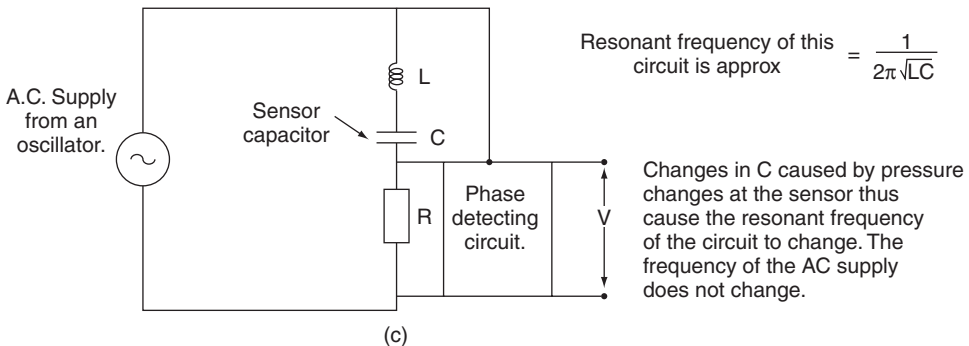 A.C. Supply
from an
oscillator.
Sensor
capacitor
L
C
R
Phase
detecting
circuit.
V
Resonant frequency of this
circuit is approx
= 1 / 2π√LC
Changes in C caused by pressure
changes at the sensor thus
cause the resonant frequency
of the circuit to change. The
frequency of the AC supply
does not change.
(c)